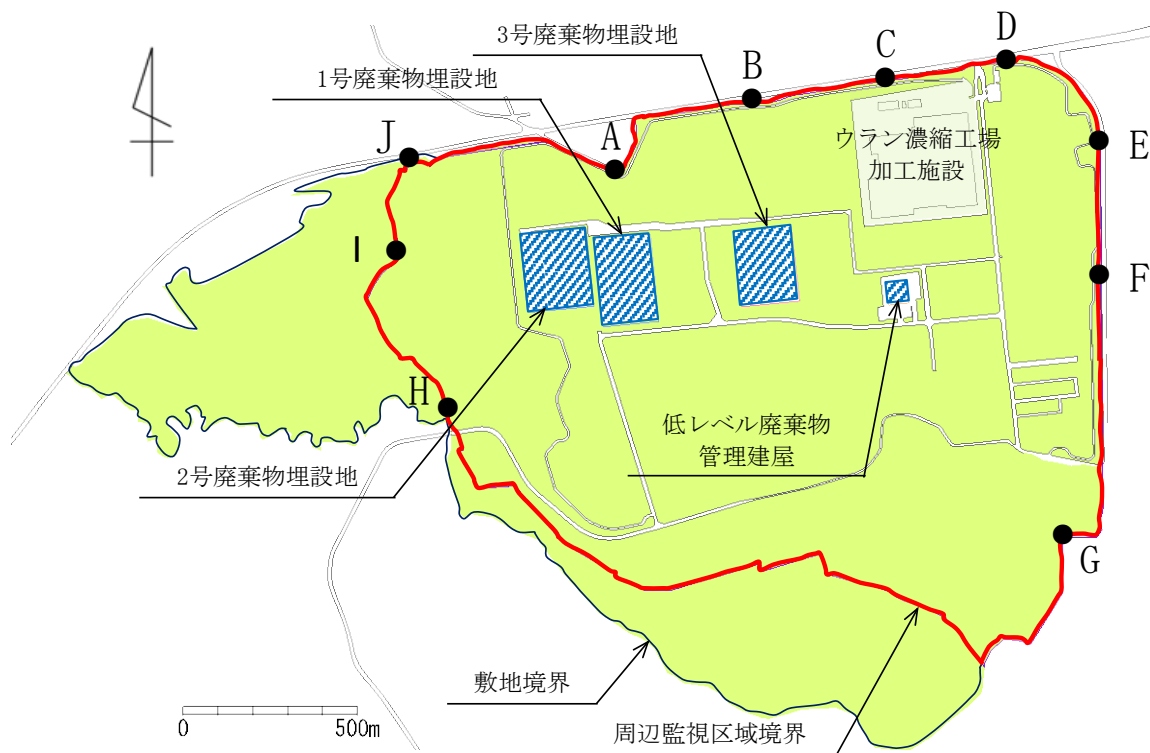 3号廃棄物埋設地
D
C
1号廃棄物埋設地
B
J
A
ウラン濃縮工場
加工施設
E
I
F
H
低レベル廃棄物
管理建屋
2号廃棄物埋設地
G
敷地境界
0
500m
周辺監視区域境界